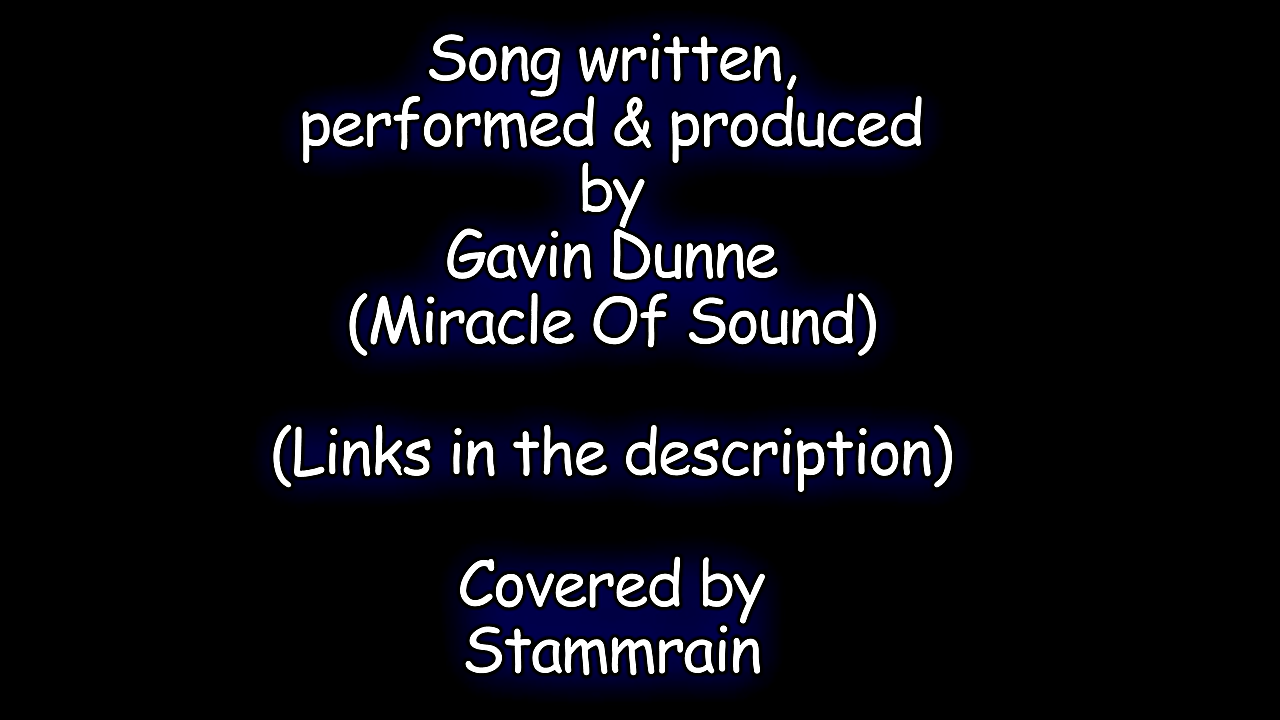 Song written,
performed & produced
by
Gavin Dunne
(Miracle Of Sound)
(Links in the description)
Covered by
Stammrain